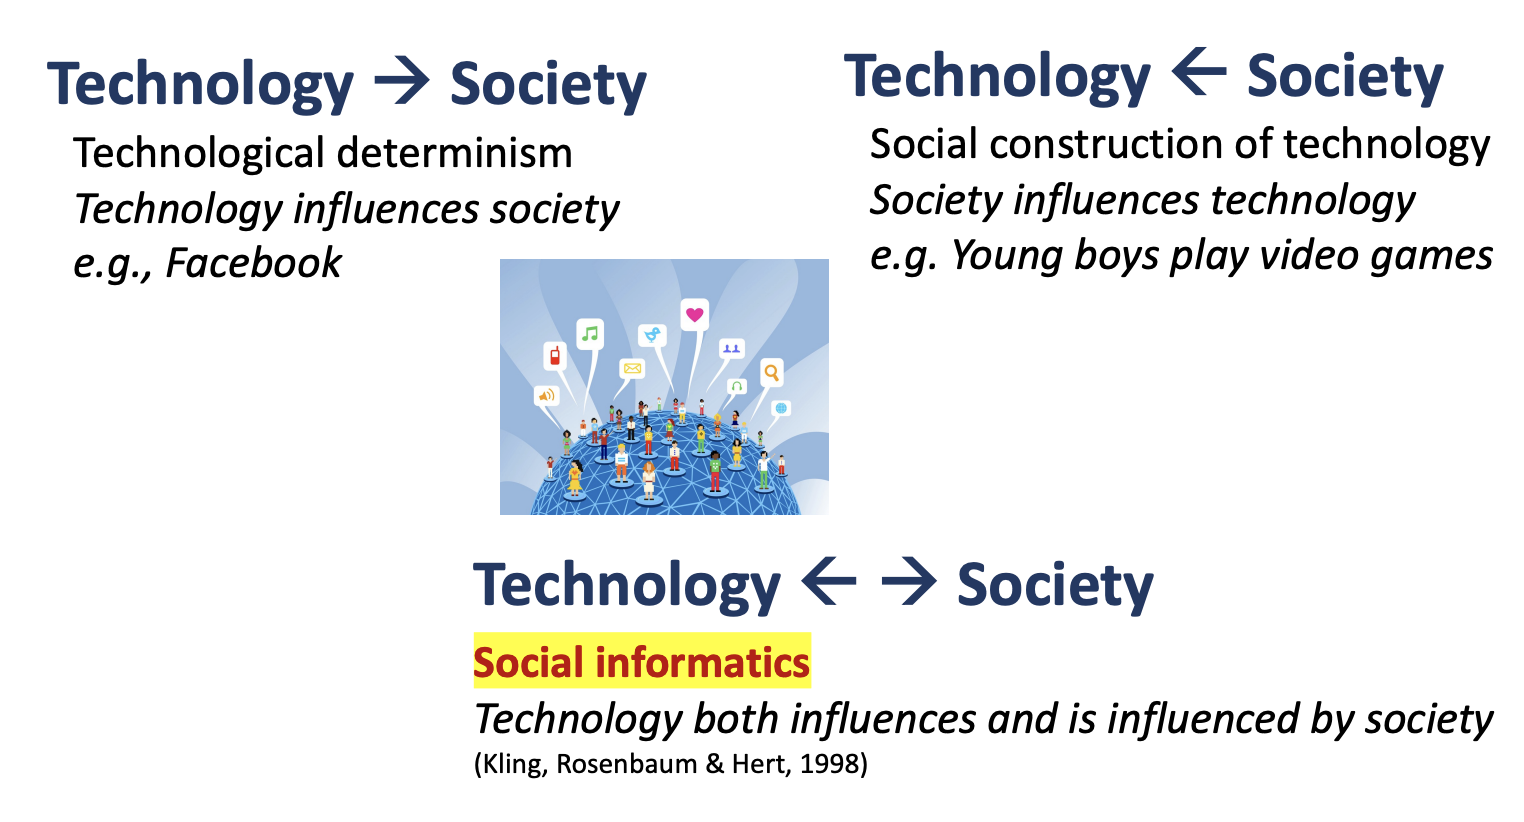 Technology → Society
Technological determinism
Technology influences society
e.g., Facebook
Technology ← Society
Social construction of technology
Society influences technology
e.g. Young boys play video games
Technology ← → Society
Social informatics
Technology both influences and is influenced by society
(Kling, Rosenbaum & Hert, 1998)